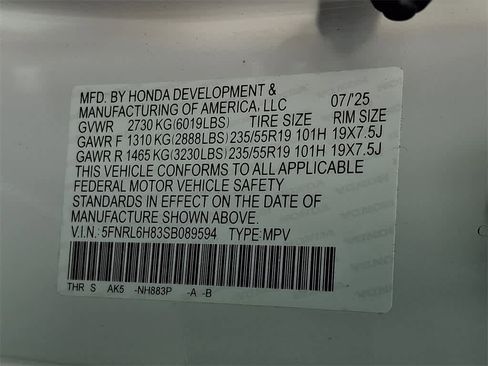 MFD. BY HONDA DEVELOPMENT &
MANUFACTURING OF AMERICA, LLC 07/'25
GVWR 2730 KG(6019LBS) TIRE SIZE RIM SIZE
GAWR F 1310 KG(2888LBS) 235/55R19 101H 19X7.5J
GAWR R 1465 KG(3230LBS) 235/55R19 101H 19X7.5J
THIS VEHICLE CONFORMS TO ALL APPLICABLE
FEDERAL MOTOR VEHICLE SAFETY
STANDARDS IN EFFECT ON THE DATE OF
MANUFACTURE SHOWN ABOVE.
V.I.N.: 5FNRL6H83SB089594 TYPE:MPV
THR S AK5 -NH883P -A -B